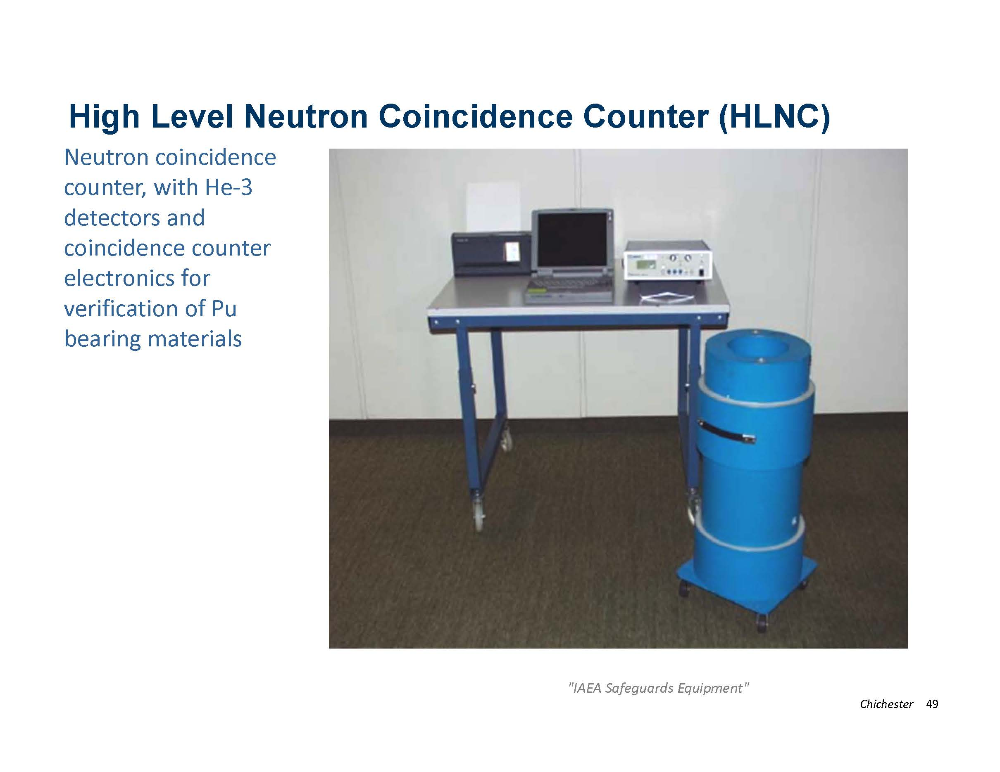 High Level Neutron Coincidence Counter (HLNC)
Neutron coincidence
counter, with He-3
detectors and
coincidence counter
electronics for
verification of Pu
bearing materials
"IAEA Safeguards Equipment"
Chichester 49